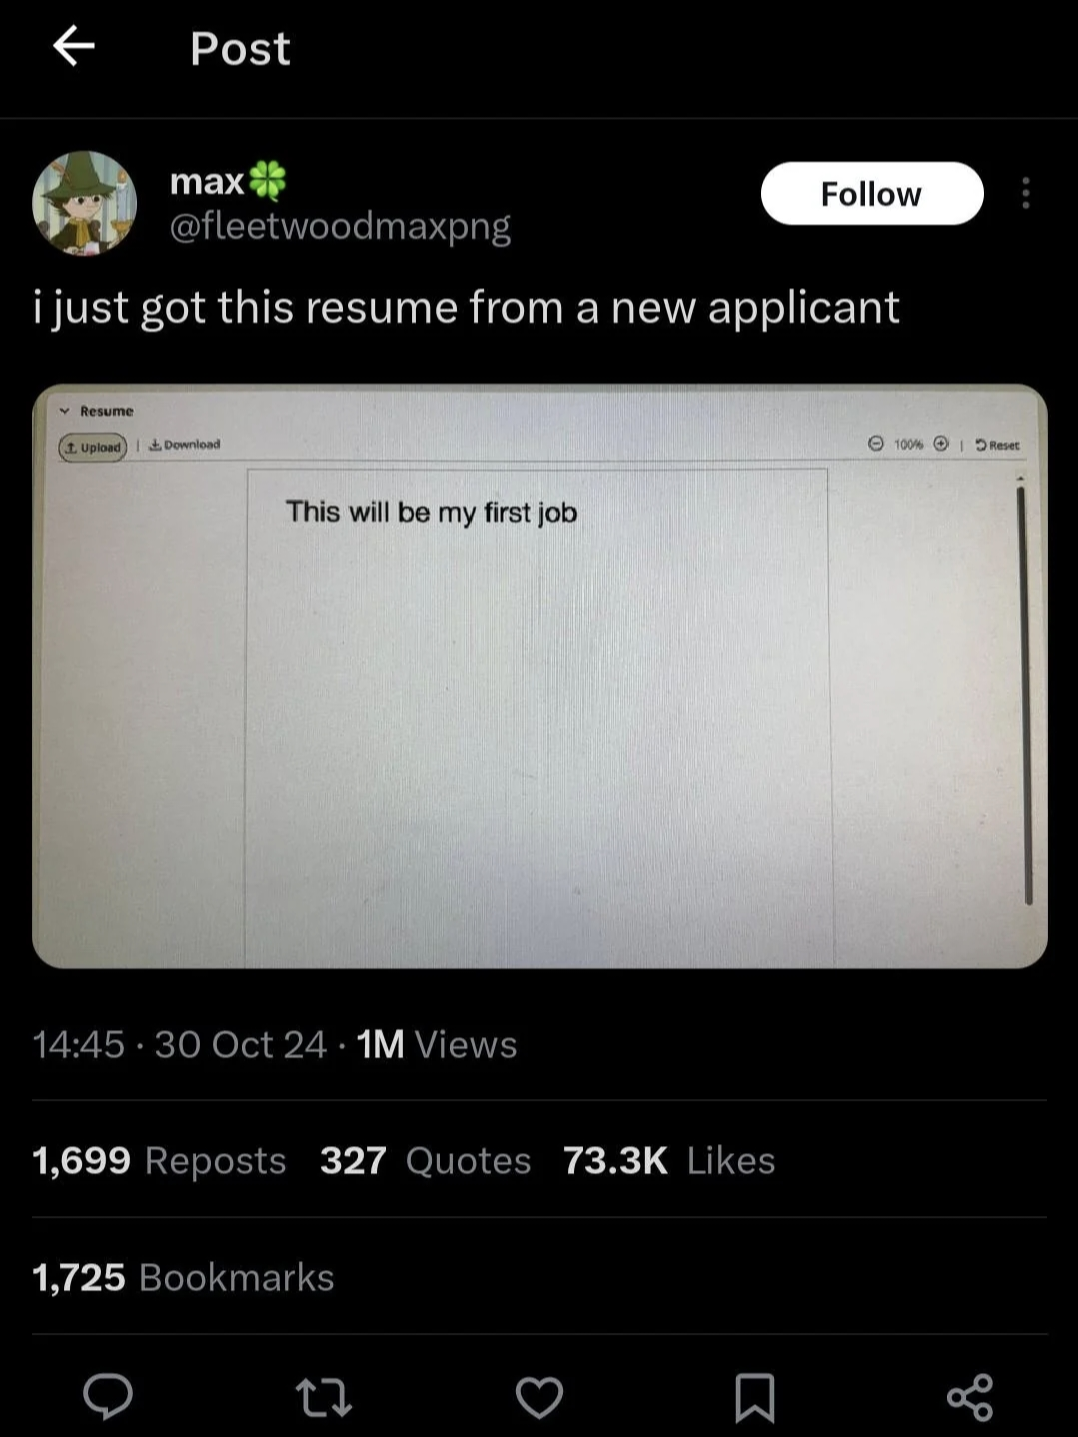 Post
max🍀
Follow
@fleetwoodmaxpng
i just got this resume from a new applicant
Resume
Upload | Download
100% | Reset
This will be my first job
14:45 · 30 Oct 24 · 1M Views
1,699 Reposts 327 Quotes 73.3K Likes
1,725 Bookmarks